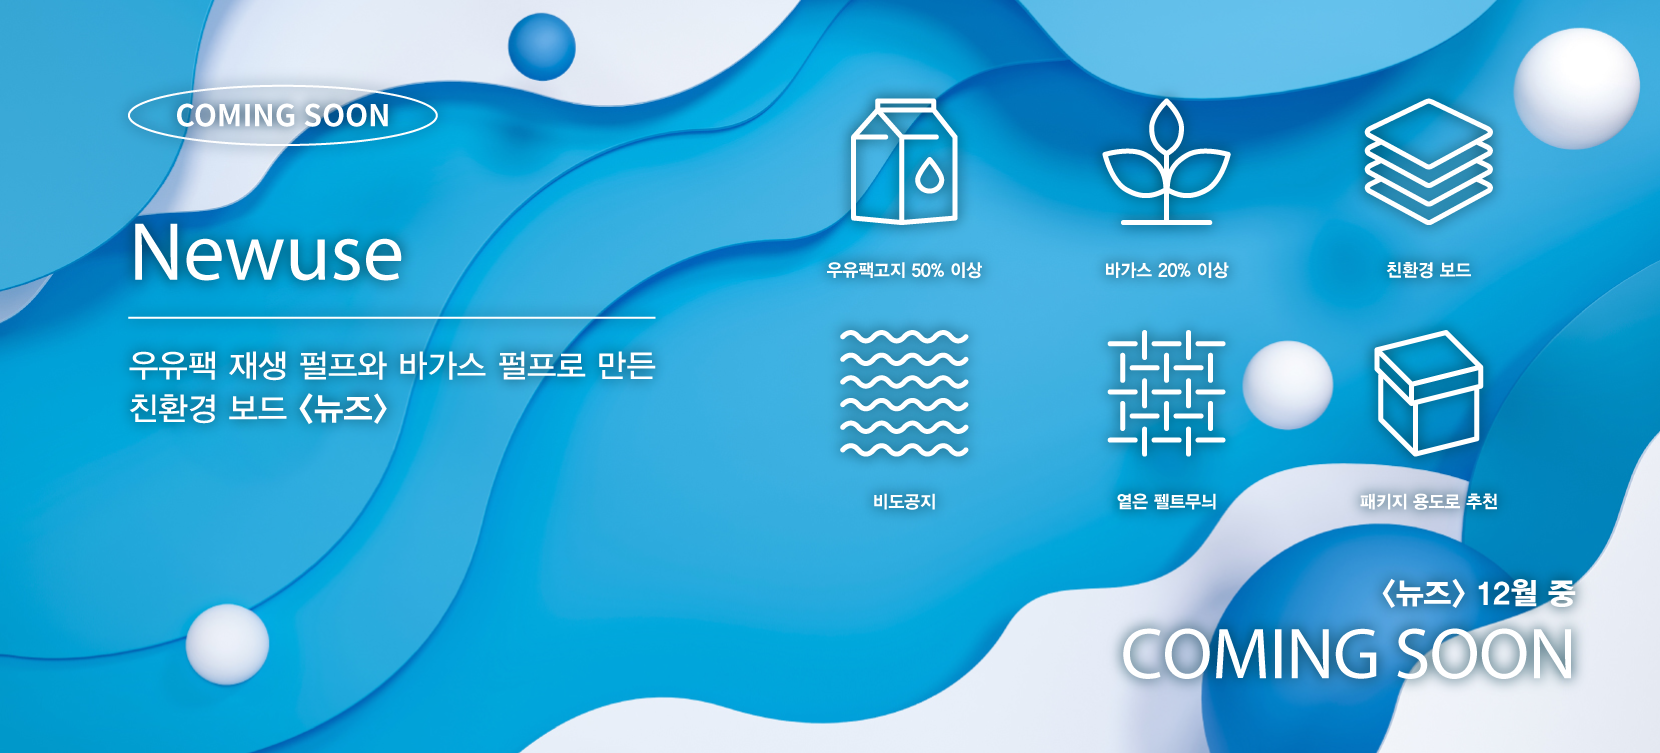 COMING SOON
Newuse
우유팩 재생 펄프와 바가스 펄프로 만든
친환경 보드 〈뉴즈〉
우유팩고지 50% 이상
바가스 20% 이상
친환경 보드
비도공지
옅은 펠트무늬
패키지 용도로 추천
〈뉴즈〉 12월 중
COMING SOON